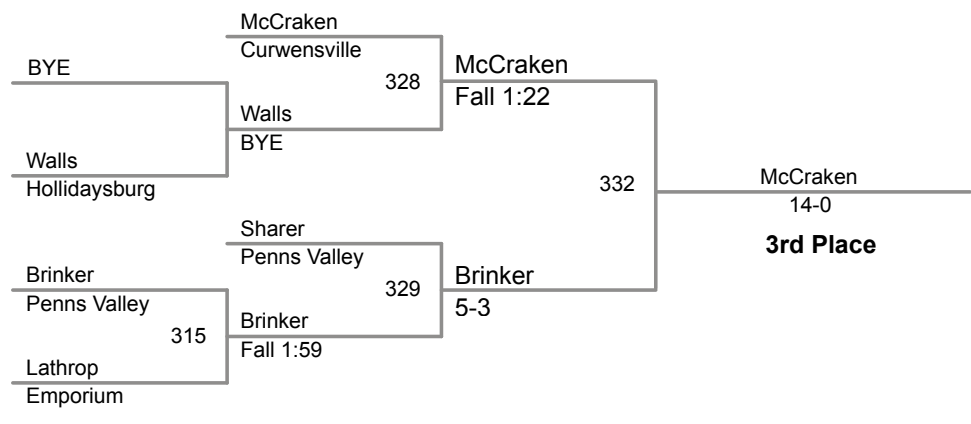 McCraken
Curwensville
BYE
328
McCraken
Fall 1:22
Walls
BYE
Walls
Hollidaysburg
332
McCraken
14-0
3rd Place
Sharer
Penns Valley
Brinker
Penns Valley
329
Brinker
5-3
315
Brinker
Fall 1:59
Lathrop
Emporium